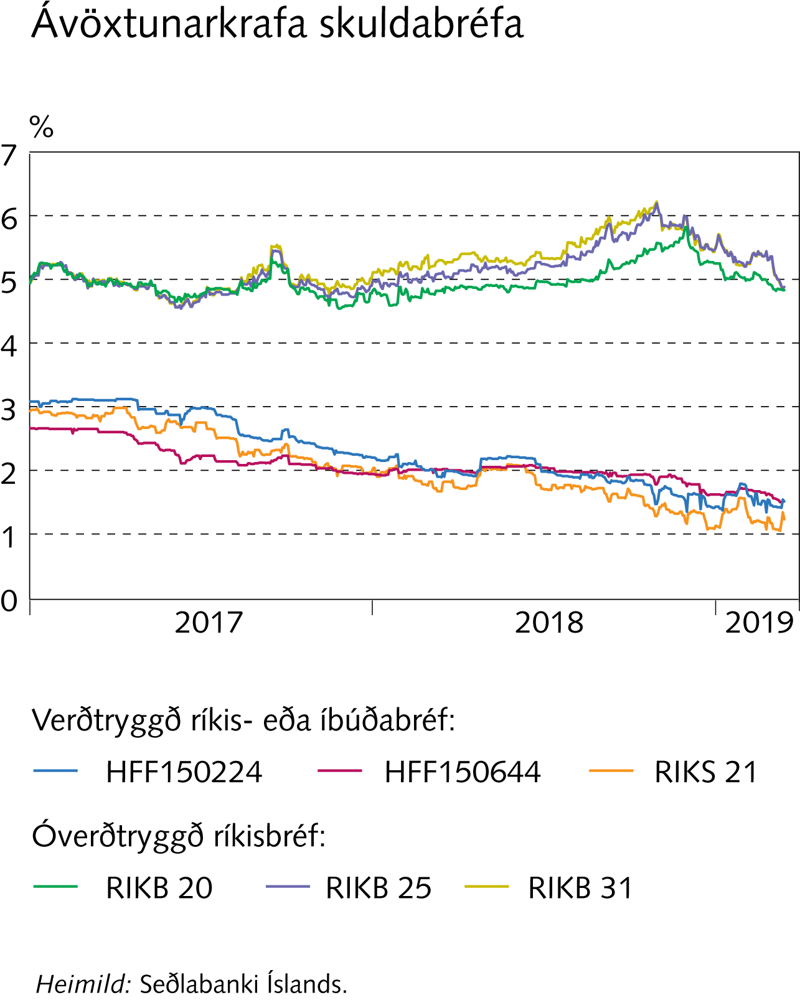 Ávöxtunarkrafa skuldabréfa
%
7
6
5
4
3
2
1
0
2017 2018 2019
Verðtryggð ríkis- eða íbúðabréf:
HFF150224 HFF150644 RIKS 21
Óverðtryggð ríkisbréf:
RIKB 20 RIKB 25 RIKB 31
Heimild: Seðlabanki Íslands.